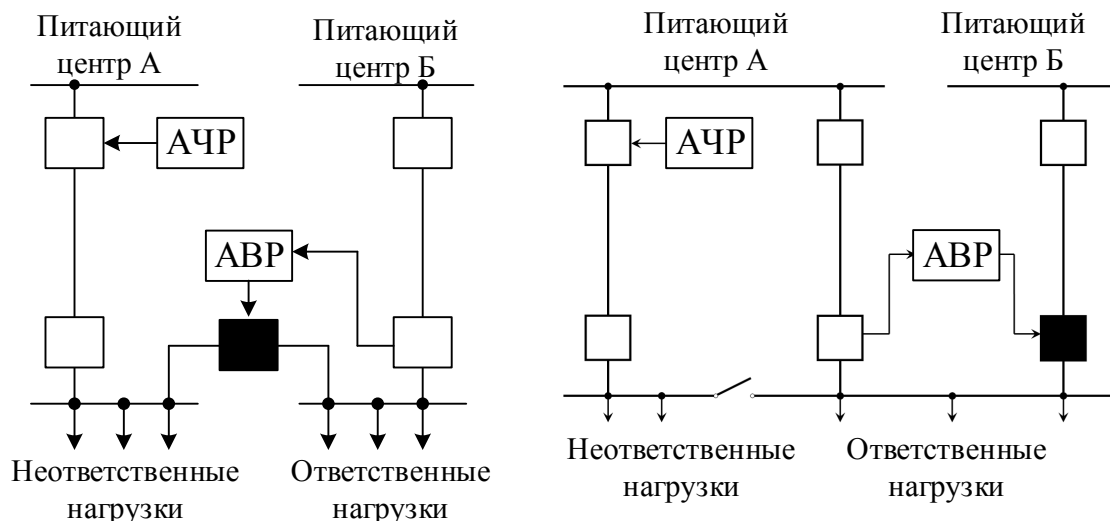 Питающий
центр А
Питающий
центр Б
АЧР
АВР
Неответственные
нагрузки
Ответственные
нагрузки
Питающий
центр А
Питающий
центр Б
АЧР
АВР
Неответственные
нагрузки
Ответственные
нагрузки